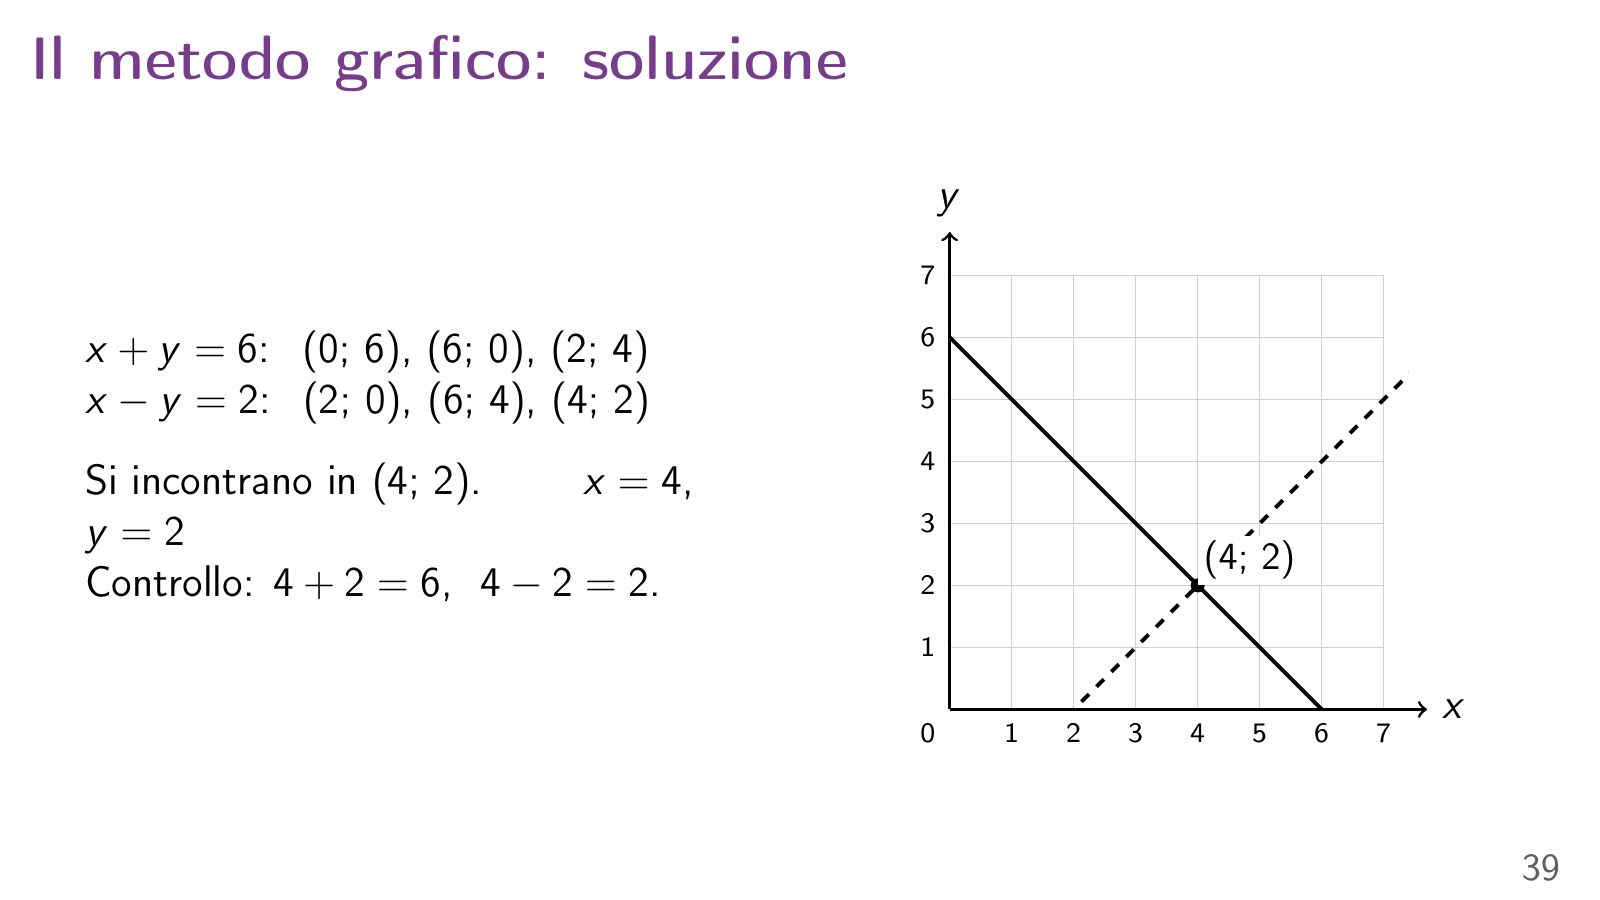 Il metodo grafico: soluzione
x + y = 6: (0; 6), (6; 0), (2; 4)
x − y = 2: (2; 0), (6; 4), (4; 2)
Si incontrano in (4; 2). x = 4,
y = 2
Controllo: 4 + 2 = 6, 4 − 2 = 2.
y
7
6
5
4
3
2
1
(4; 2)
x
0 1 2 3 4 5 6 7
39